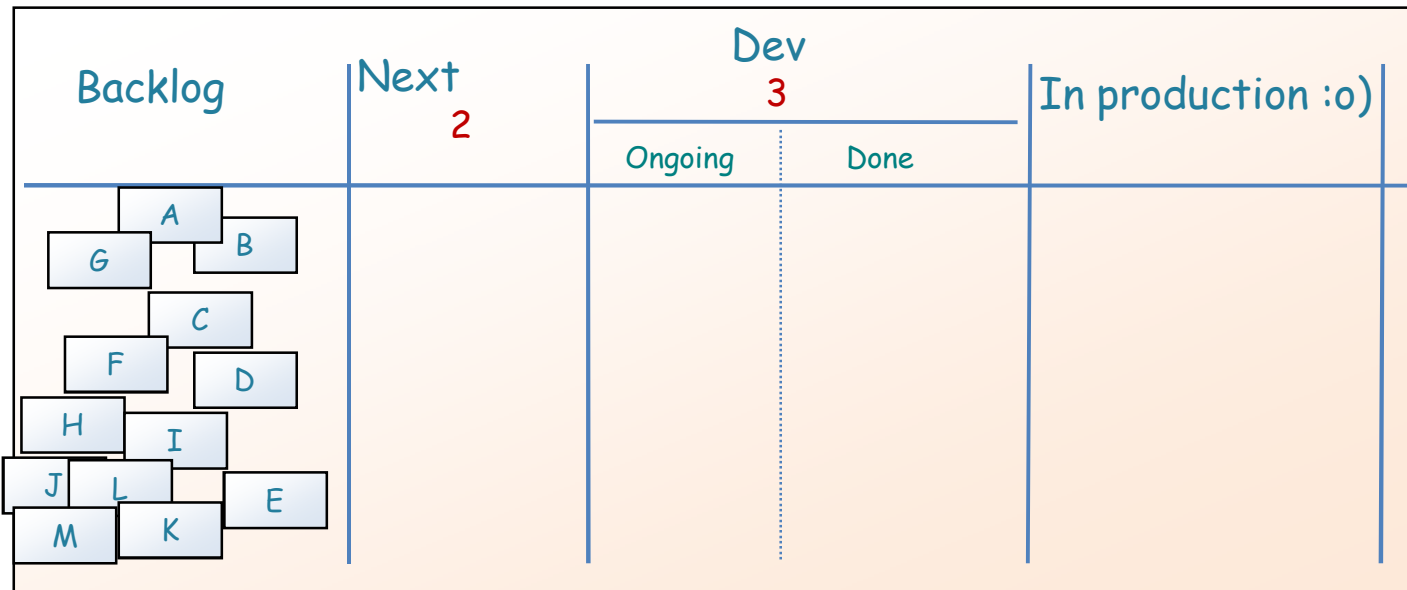 Backlog
Next
2
Dev
3
Ongoing
Done
In production :o)
A
B
G
C
F
D
H
I
J
L
E
K
M